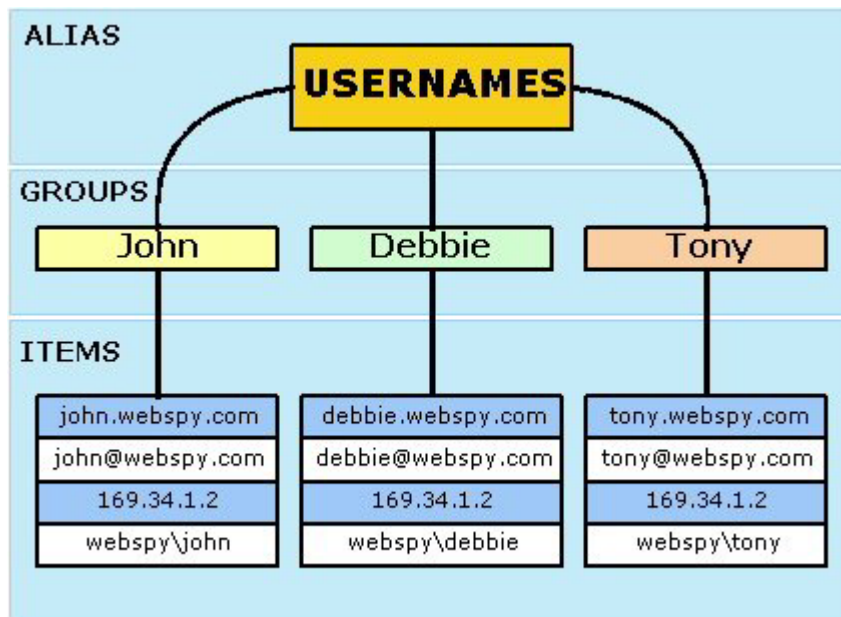 ALIAS
USERNAMES
GROUPS
John
Debbie
Tony
ITEMS
john.webspy.com
debbie.webspy.com
tony.webspy.com
john@webspy.com
debbie@webspy.com
tony@webspy.com
169.34.1.2
169.34.1.2
169.34.1.2
webspy\john
webspy\debbie
webspy\tony